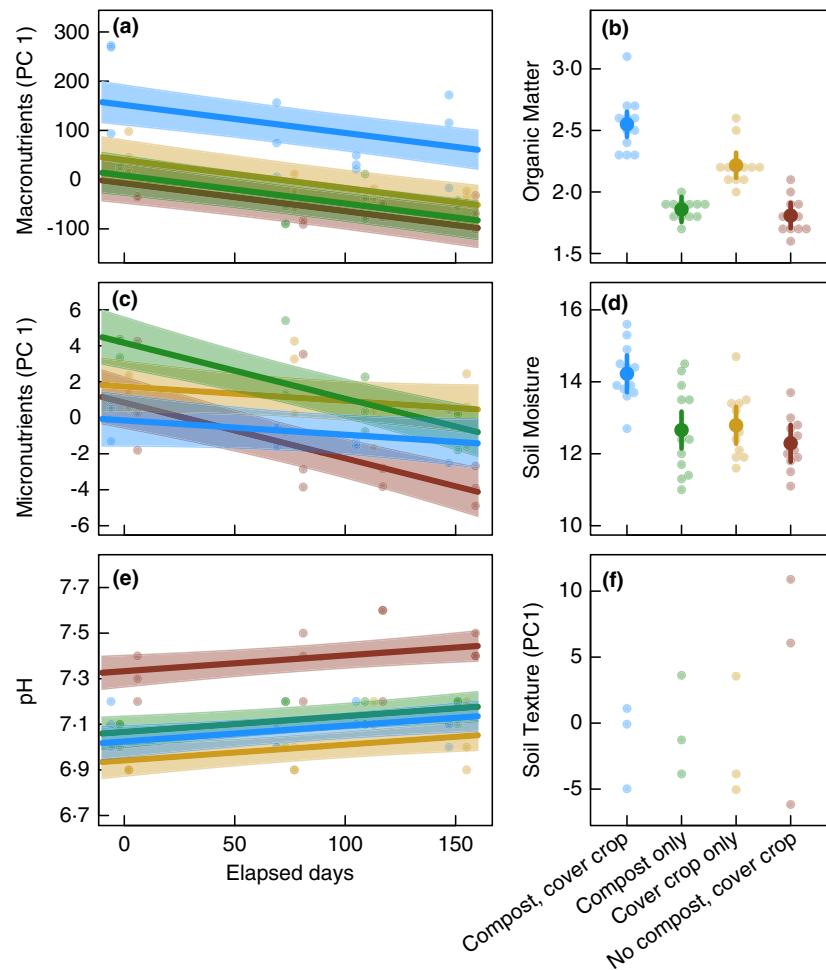 (a)
Macronutrients (PC 1)
300
200
100
0
-100
(b)
Organic Matter
3·0
2·5
2·0
1·5
(c)
Micronutrients (PC 1)
6
4
2
0
-2
-4
-6
(d)
Soil Moisture
16
14
12
10
(e)
pH
7·7
7·5
7·3
7·1
6·9
6·7
0 50 100 150
Elapsed days
(f)
Soil Texture (PC1)
10
5
0
-5
Compost, cover crop
Compost only
Cover crop only
No compost, cover crop